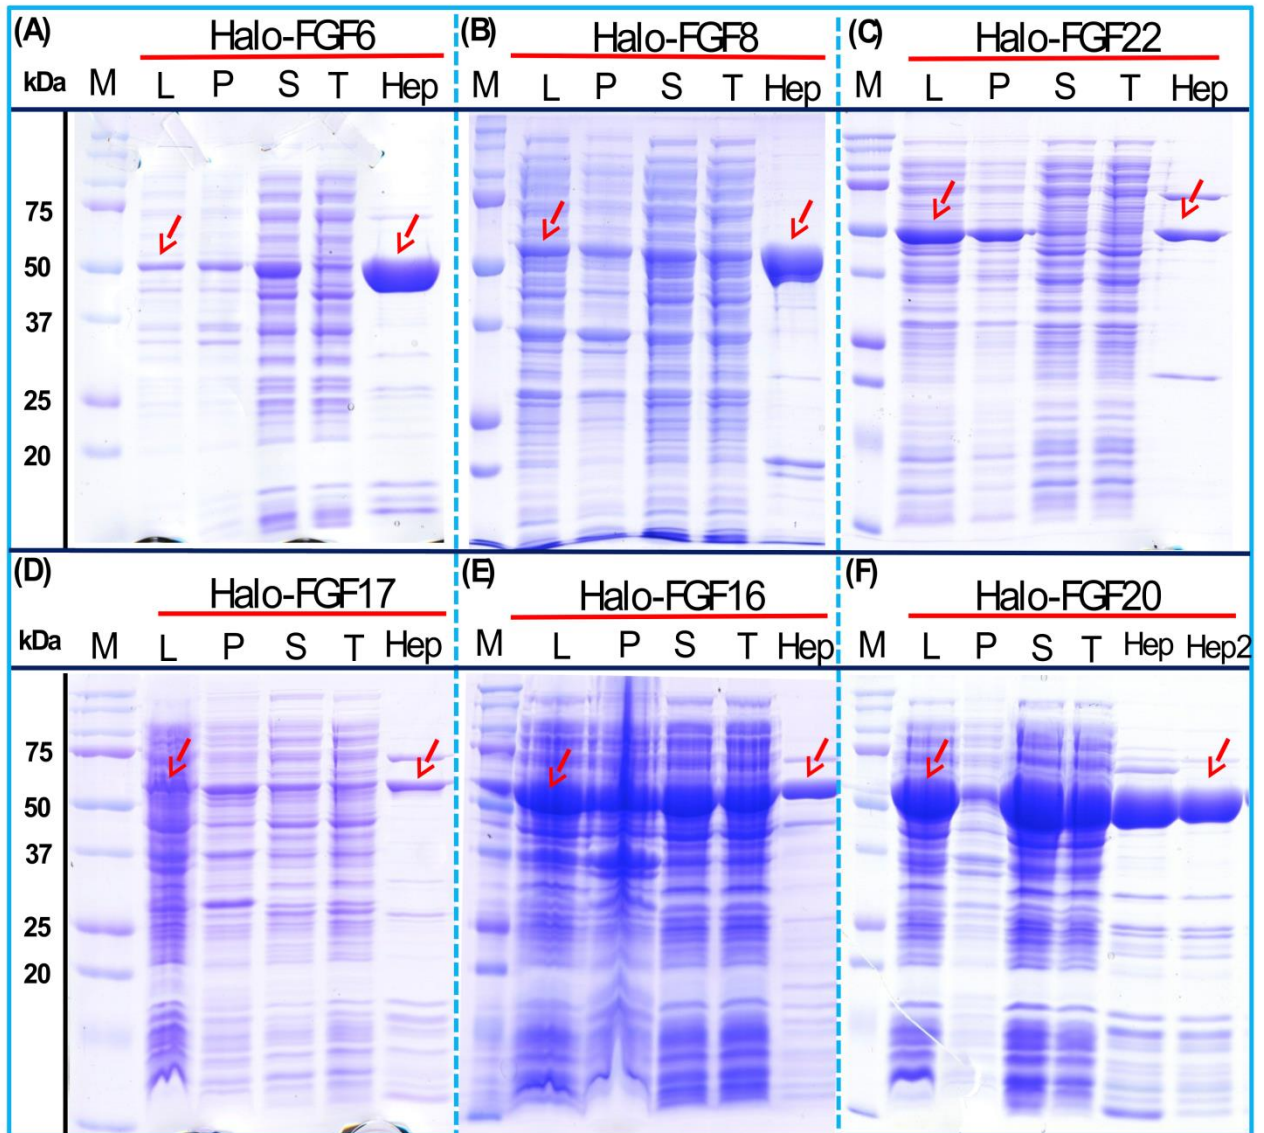 (A) Halo-FGF6
kDa M L P S T Hep
(B) Halo-FGF8
M L P S T Hep
(C) Halo-FGF22
M L P S T Hep
75
50
37
25
20
(D) Halo-FGF17
kDa M L P S T Hep
(E) Halo-FGF16
M L P S T Hep
(F) Halo-FGF20
M L P S T Hep Hep2
75
50
37
25
20